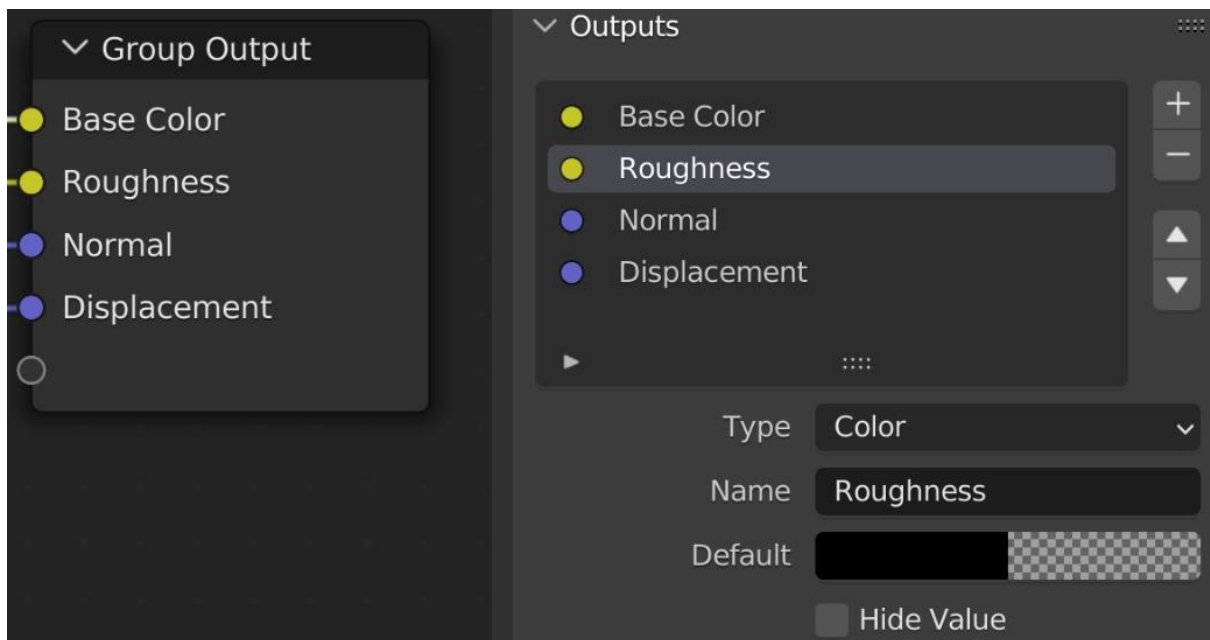 Group Output
Base Color
Roughness
Normal
Displacement
Outputs
Base Color
Roughness
Normal
Displacement
Type Color
Name Roughness
Default
Hide Value